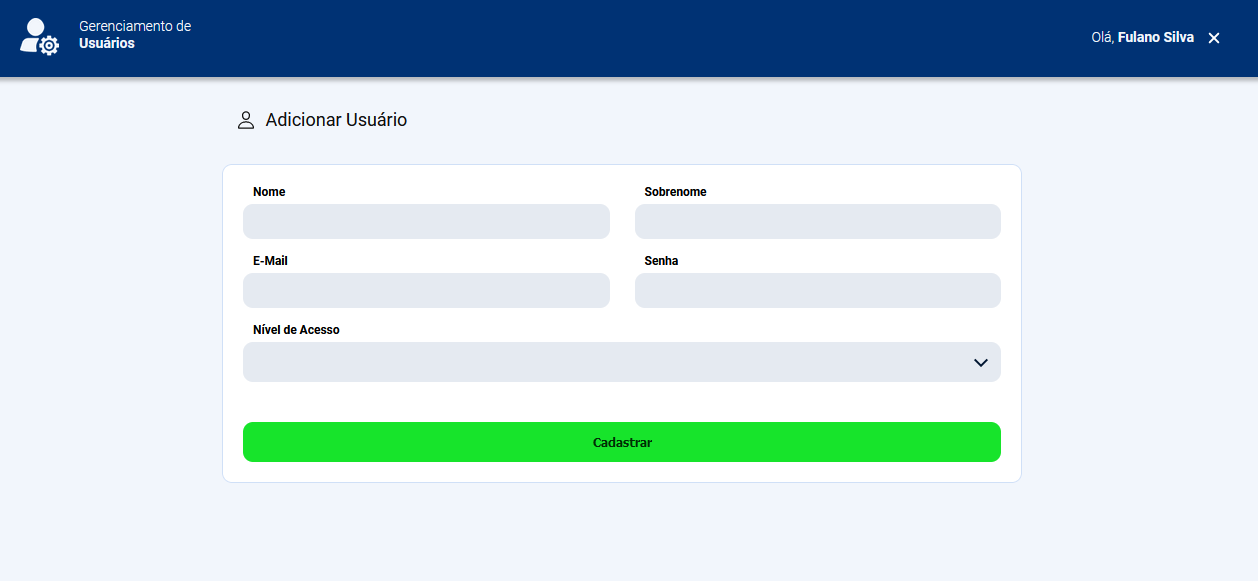 Gerenciamento de
Usuários
Olá, Fulano Silva
Adicionar Usuário
Nome
Sobrenome
E-Mail
Senha
Nível de Acesso
Cadastrar